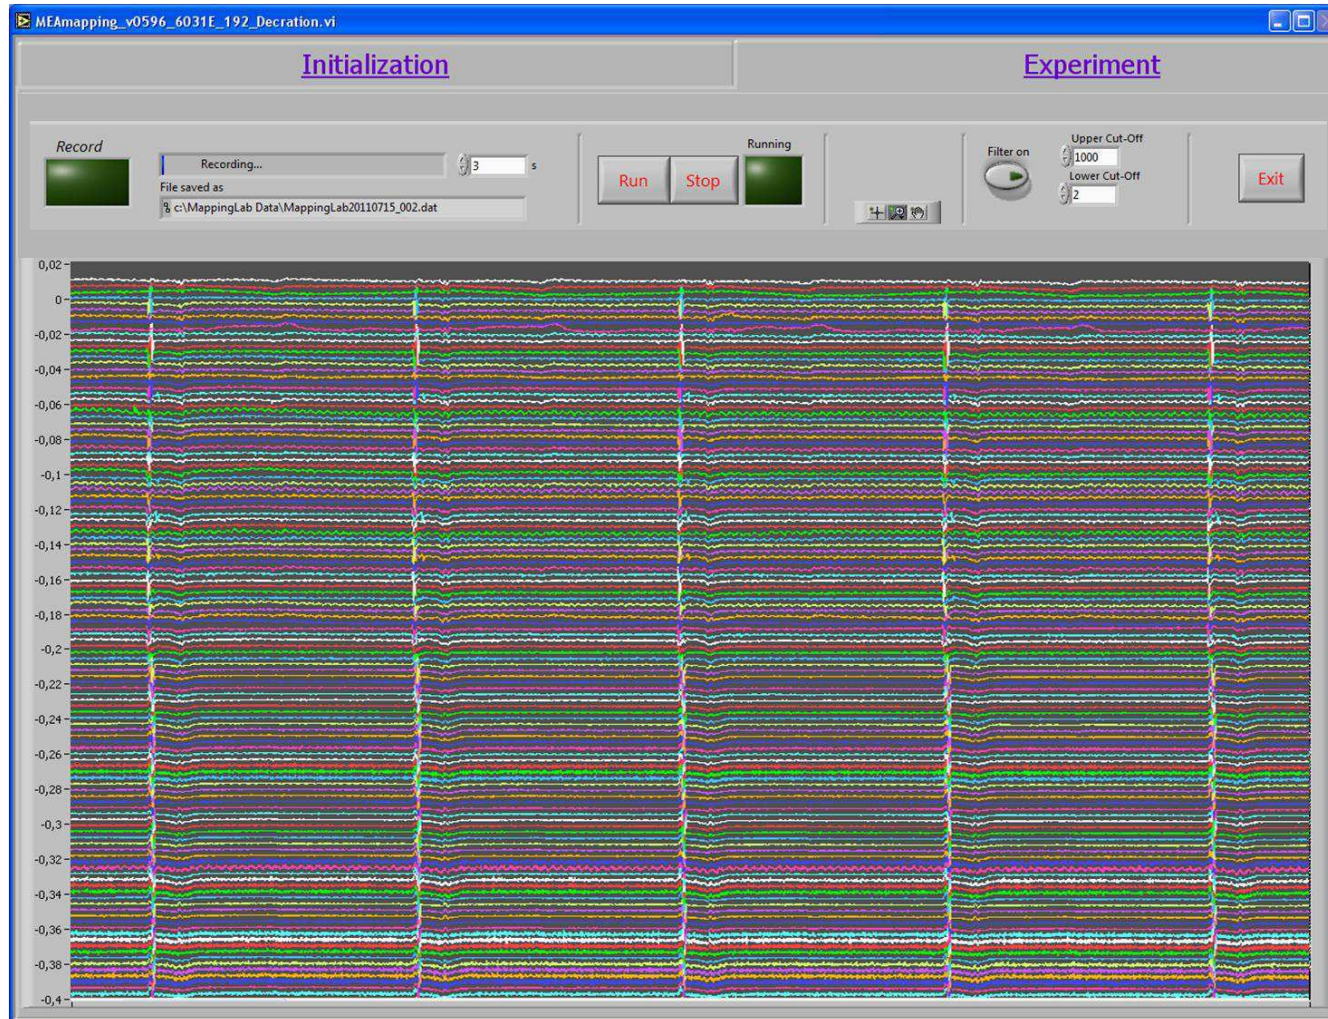 MEAmapping_v0596_6031E_192_Decration.vi
Initialization
Experiment
Record
Recording...
3
s
File saved as
c:\MappingLab Data\MappingLab20110715_002.dat
Run
Stop
Running
Filter on
Upper Cut-Off
1000
Lower Cut-Off
2
Exit
0,02
0
-0,02
-0,04
-0,06
-0,08
-0,1
-0,12
-0,14
-0,16
-0,18
-0,2
-0,22
-0,24
-0,26
-0,28
-0,3
-0,32
-0,34
-0,36
-0,38
-0,4